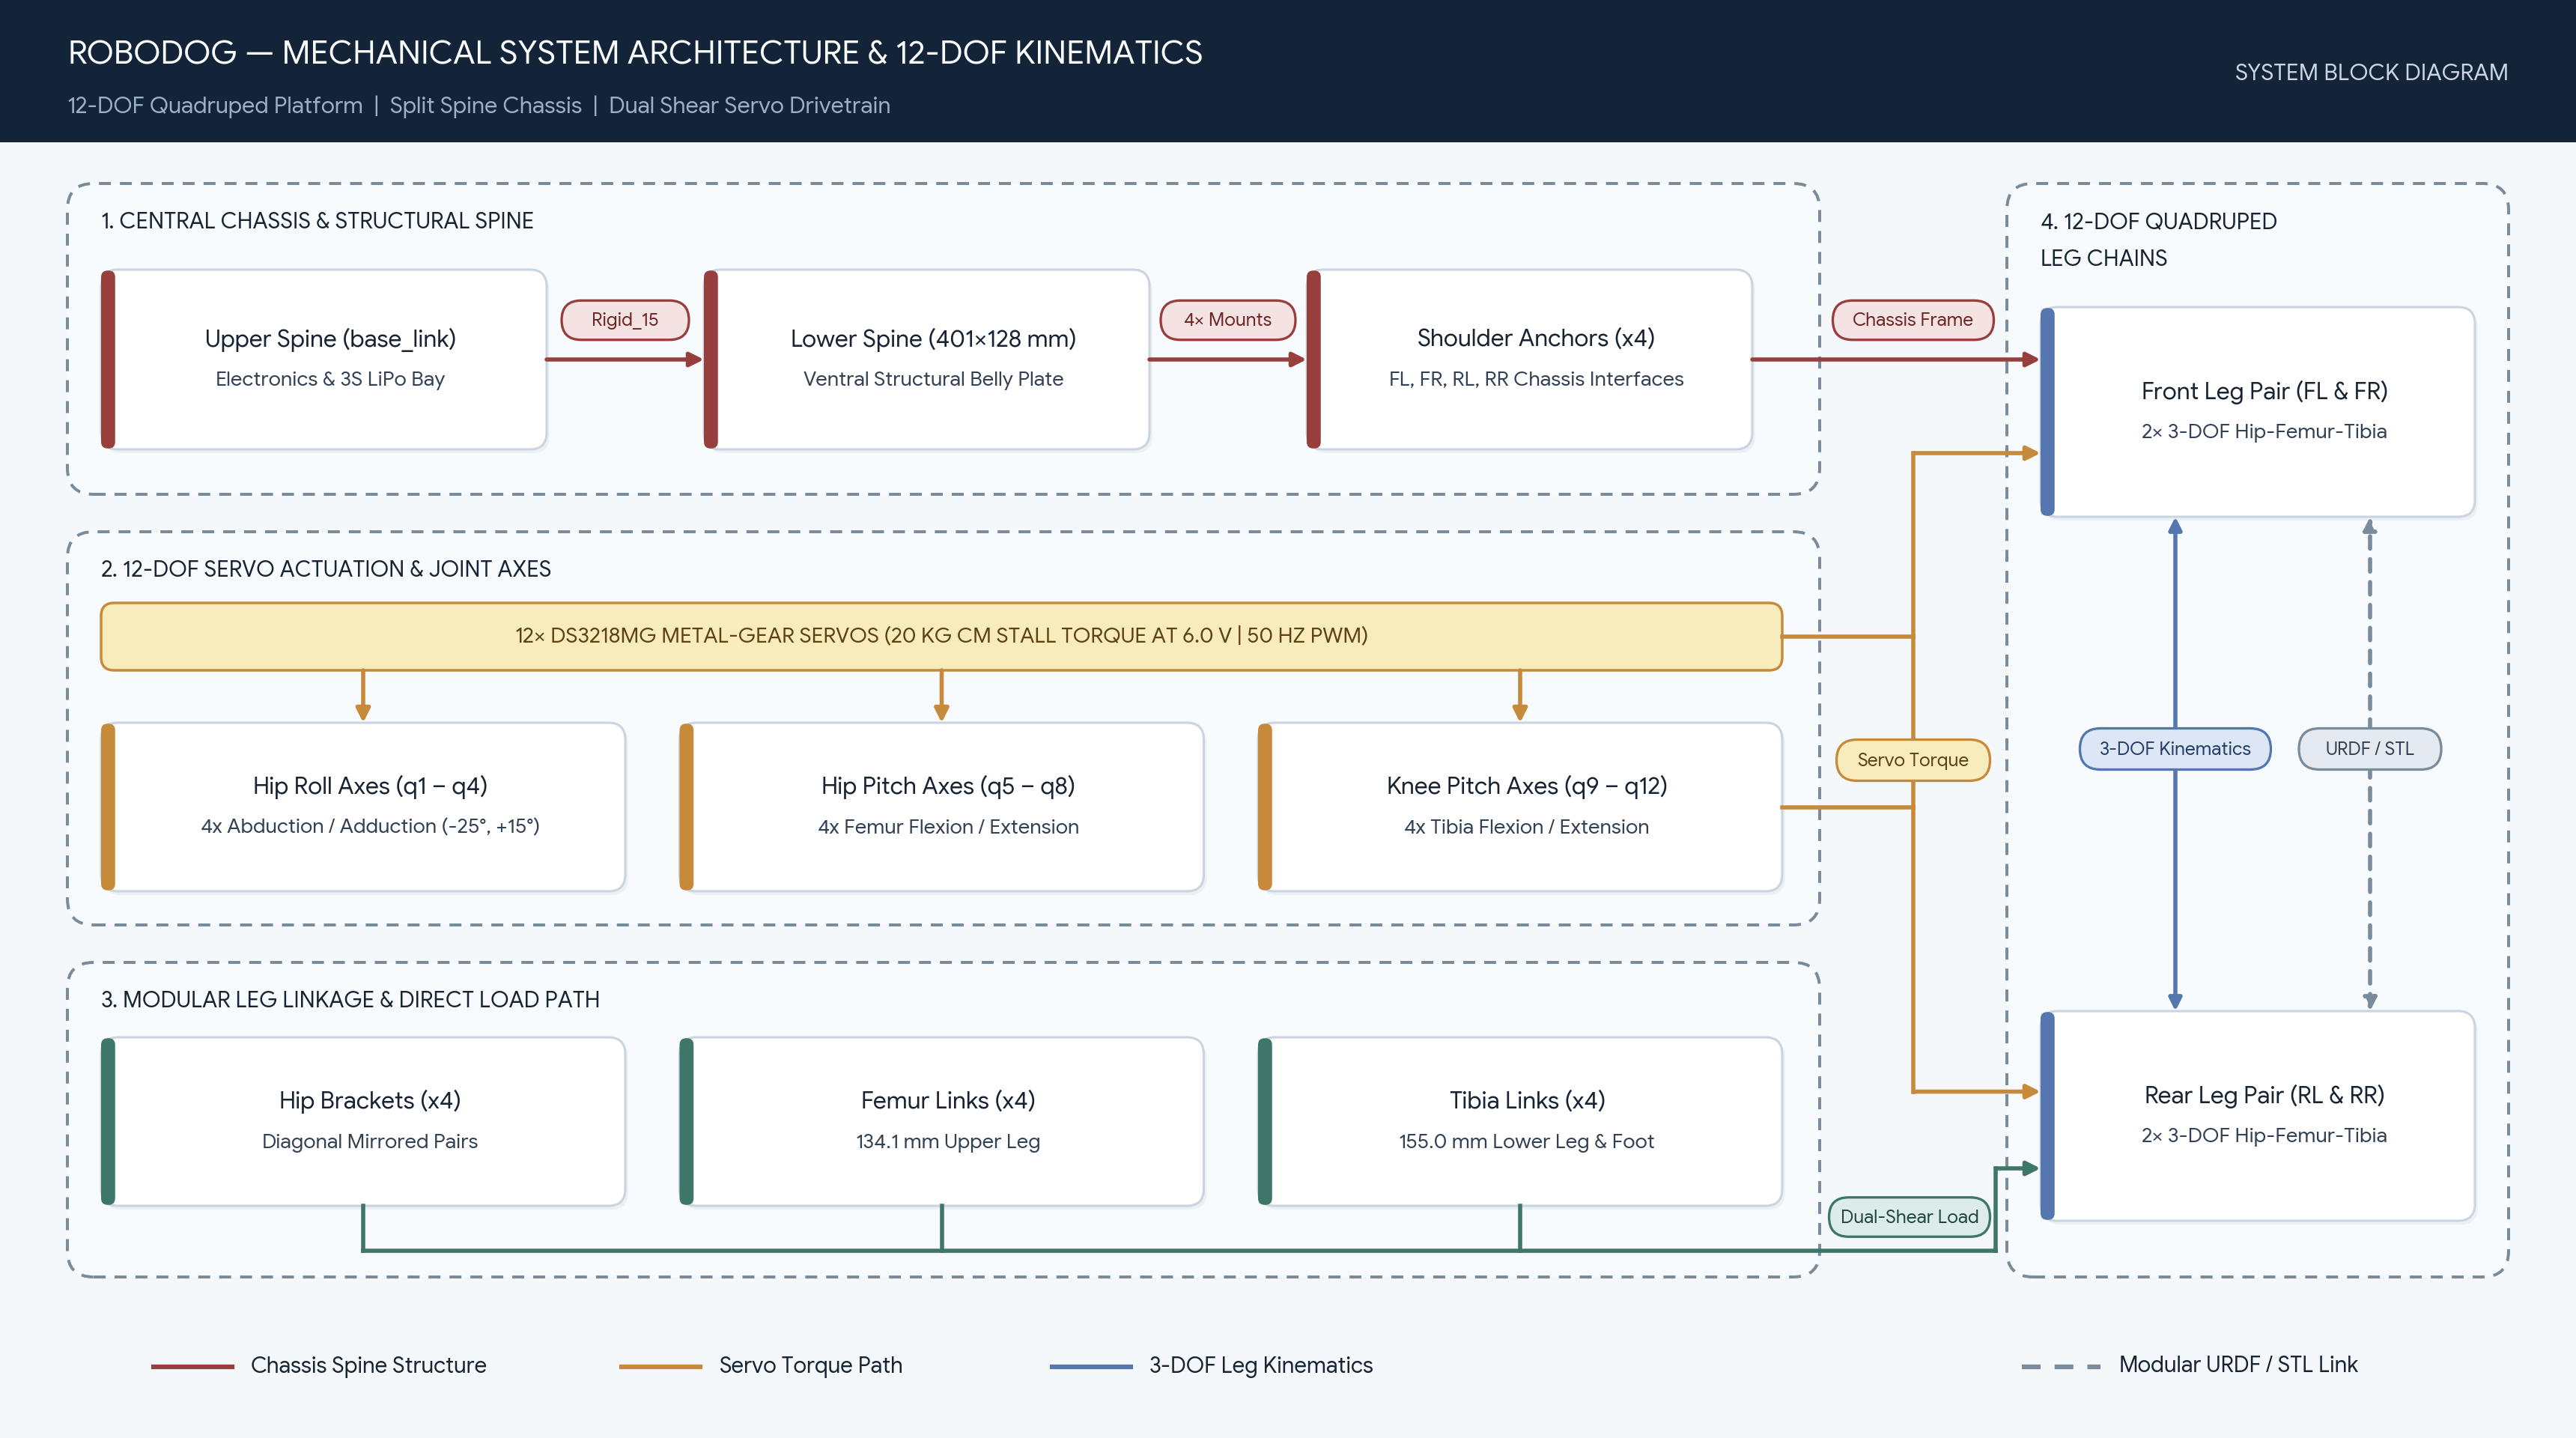 ROBODOG — MECHANICAL SYSTEM ARCHITECTURE & 12-DOF KINEMATICS
12-DOF Quadruped Platform | Split Spine Chassis | Dual Shear Servo Drivetrain
SYSTEM BLOCK DIAGRAM
1. CENTRAL CHASSIS & STRUCTURAL SPINE
Upper Spine (base_link)
Electronics & 3S LiPo Bay
Rigid_15
Lower Spine (401×128 mm)
Ventral Structural Belly Plate
4× Mounts
Shoulder Anchors (x4)
FL, FR, RL, RR Chassis Interfaces
Chassis Frame
2. 12-DOF SERVO ACTUATION & JOINT AXES
12× DS3218MG METAL-GEAR SERVOS (20 KG CM STALL TORQUE AT 6.0 V | 50 HZ PWM)
Hip Roll Axes (q1 – q4)
4x Abduction / Adduction (-25°, +15°)
Hip Pitch Axes (q5 – q8)
4x Femur Flexion / Extension
Knee Pitch Axes (q9 – q12)
4x Tibia Flexion / Extension
Servo Torque
3. MODULAR LEG LINKAGE & DIRECT LOAD PATH
Hip Brackets (x4)
Diagonal Mirrored Pairs
Femur Links (x4)
134.1 mm Upper Leg
Tibia Links (x4)
155.0 mm Lower Leg & Foot
Dual-Shear Load
4. 12-DOF QUADRUPED
LEG CHAINS
Front Leg Pair (FL & FR)
2× 3-DOF Hip-Femur-Tibia
3-DOF Kinematics
URDF / STL
Rear Leg Pair (RL & RR)
2× 3-DOF Hip-Femur-Tibia
Chassis Spine Structure
Servo Torque Path
3-DOF Leg Kinematics
Modular URDF / STL Link